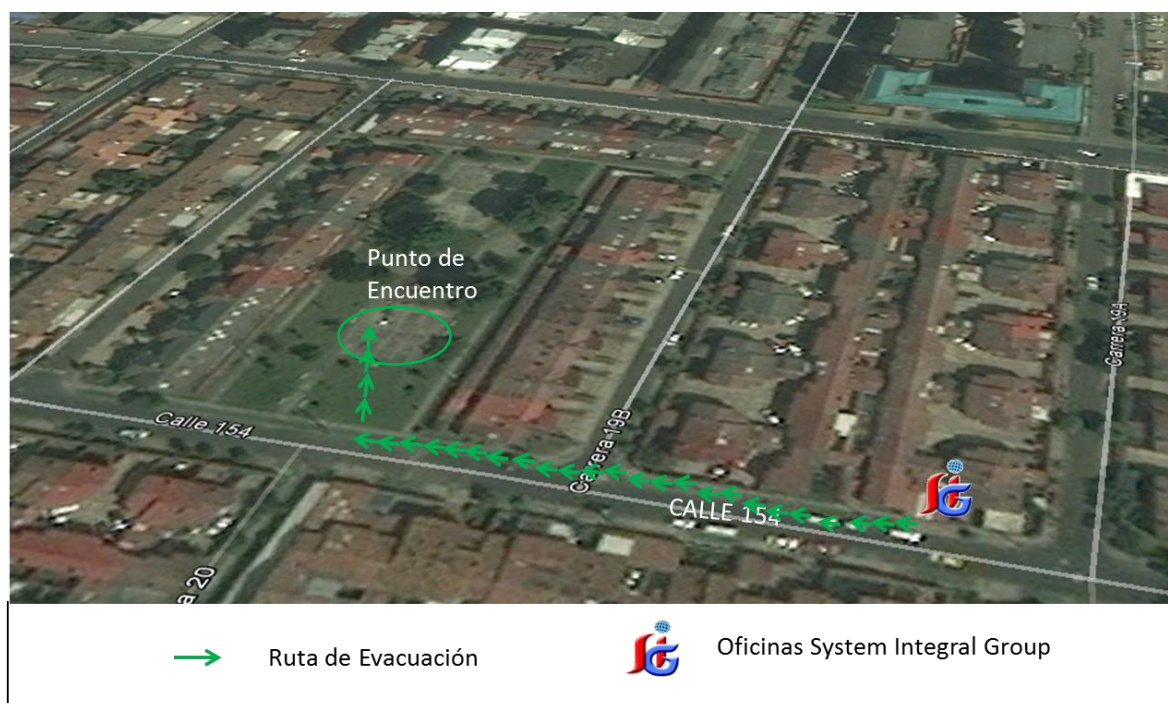 Punto de
Encuentro
Calle 154
Carrera 19B
Carrera 19A
CALLE 154
a 20
Ruta de Evacuación
Oficinas System Integral Group